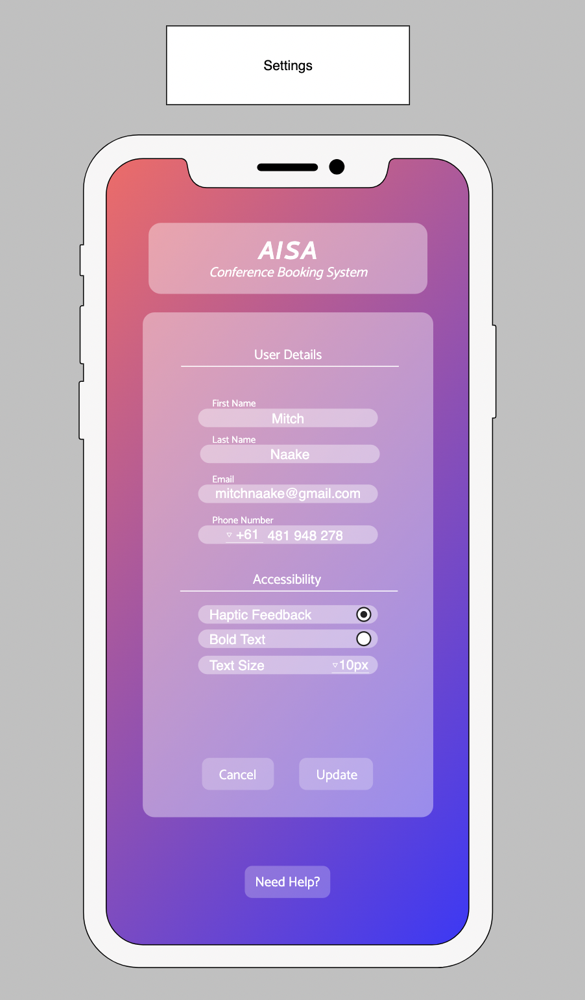 Settings
AISA
Conference Booking System
User Details
First Name
Mitch
Last Name
Naake
Email
mitchnaake@gmail.com
Phone Number
+61 481 948 278
Accessibility
Haptic Feedback
Bold Text
Text Size 10px
Cancel Update
Need Help?